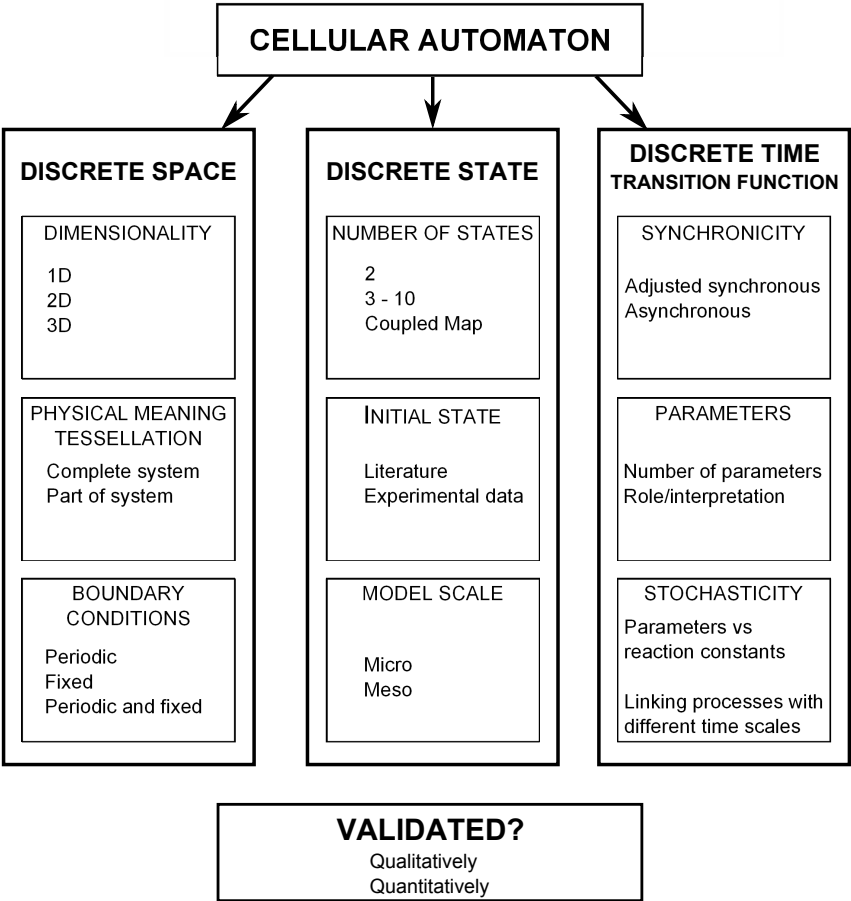 CELLULAR AUTOMATON
DISCRETE SPACE
DIMENSIONALITY
1D
2D
3D
PHYSICAL MEANING
TESSELLATION
Complete system
Part of system
BOUNDARY
CONDITIONS
Periodic
Fixed
Periodic and fixed
DISCRETE STATE
NUMBER OF STATES
2
3 - 10
Coupled Map
INITIAL STATE
Literature
Experimental data
MODEL SCALE
Micro
Meso
DISCRETE TIME
TRANSITION FUNCTION
SYNCHRONICITY
Adjusted synchronous
Asynchronous
PARAMETERS
Number of parameters
Role/interpretation
STOCHASTICITY
Parameters vs
reaction constants
Linking processes with
different time scales
VALIDATED?
Qualitatively
Quantitatively